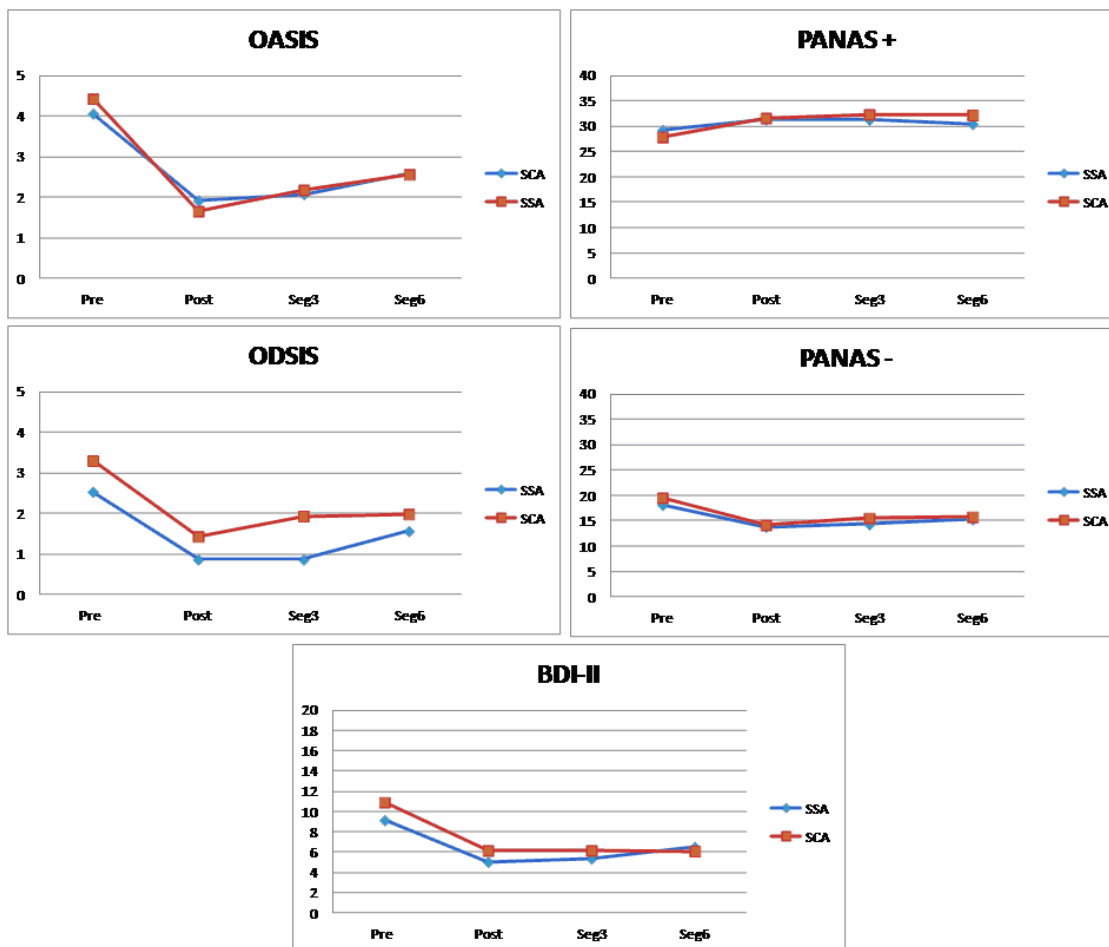 OASIS
5
4
3
2
1
0
Pre Post Seg3 Seg6
SCA
SSA
PANAS +
40
35
30
25
20
15
10
5
0
Pre Post Seg3 Seg6
SSA
SCA
ODSIS
5
4
3
2
1
0
Pre Post Seg3 Seg6
SSA
SCA
PANAS -
40
35
30
25
20
15
10
5
0
Pre Post Seg3 Seg6
SSA
SCA
BDI-II
20
18
16
14
12
10
8
6
4
2
0
Pre Post Seg3 Seg6
SSA
SCA